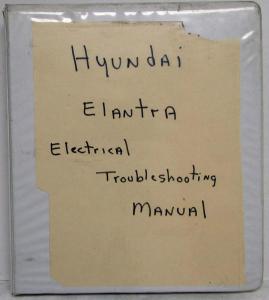 Hyundai
Elantra
Electrical
Troubleshooting
Manual